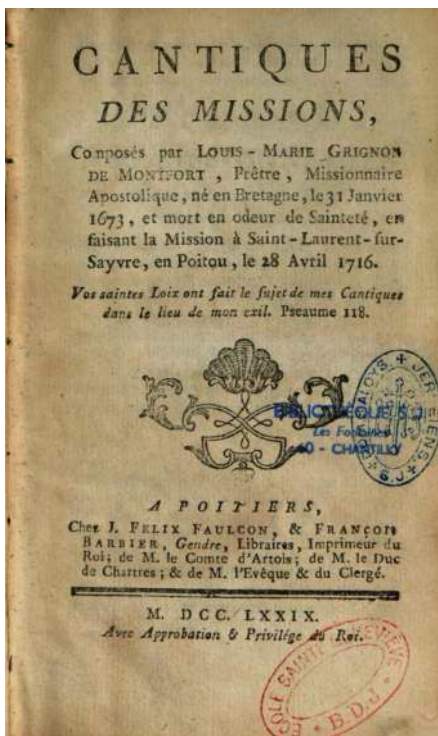 CANTIQUES
DES MISSIONS,
Composés par LOUIS-MARIE GRIGNON
DE MONTFORT, Prêtre, Missionnaire
Apostolique, né en Bretagne, le 31 Janvier
1673, et mort en odeur de Sainteté, en
faisant la Mission à Saint-Laurent-sur-
Sayvre, en Poitou, le 28 Avril 1716.
Vos saintes Loix ont fait le sujet de mes Cantiques
dans le lieu de mon exil. Pseaume 118.
BIBLIOTHEQUE S.J.
Les Fontaines
60 - CHANTILLY
A POITIERS,
Chez J. FELIX FAULCON, & FRANÇOIS
BARBIER, Gendre, Libraires, Imprimeur du
Roi; de M. le Comte d'Artois; de M. le Duc
de Chartres; & de M. l'Evêque & du Clergé.
M. DCC. LXXIX.
Avec Approbation & Privilége du Roi.
ECOLE SAINTE GENEVIEVE
B.D.J.